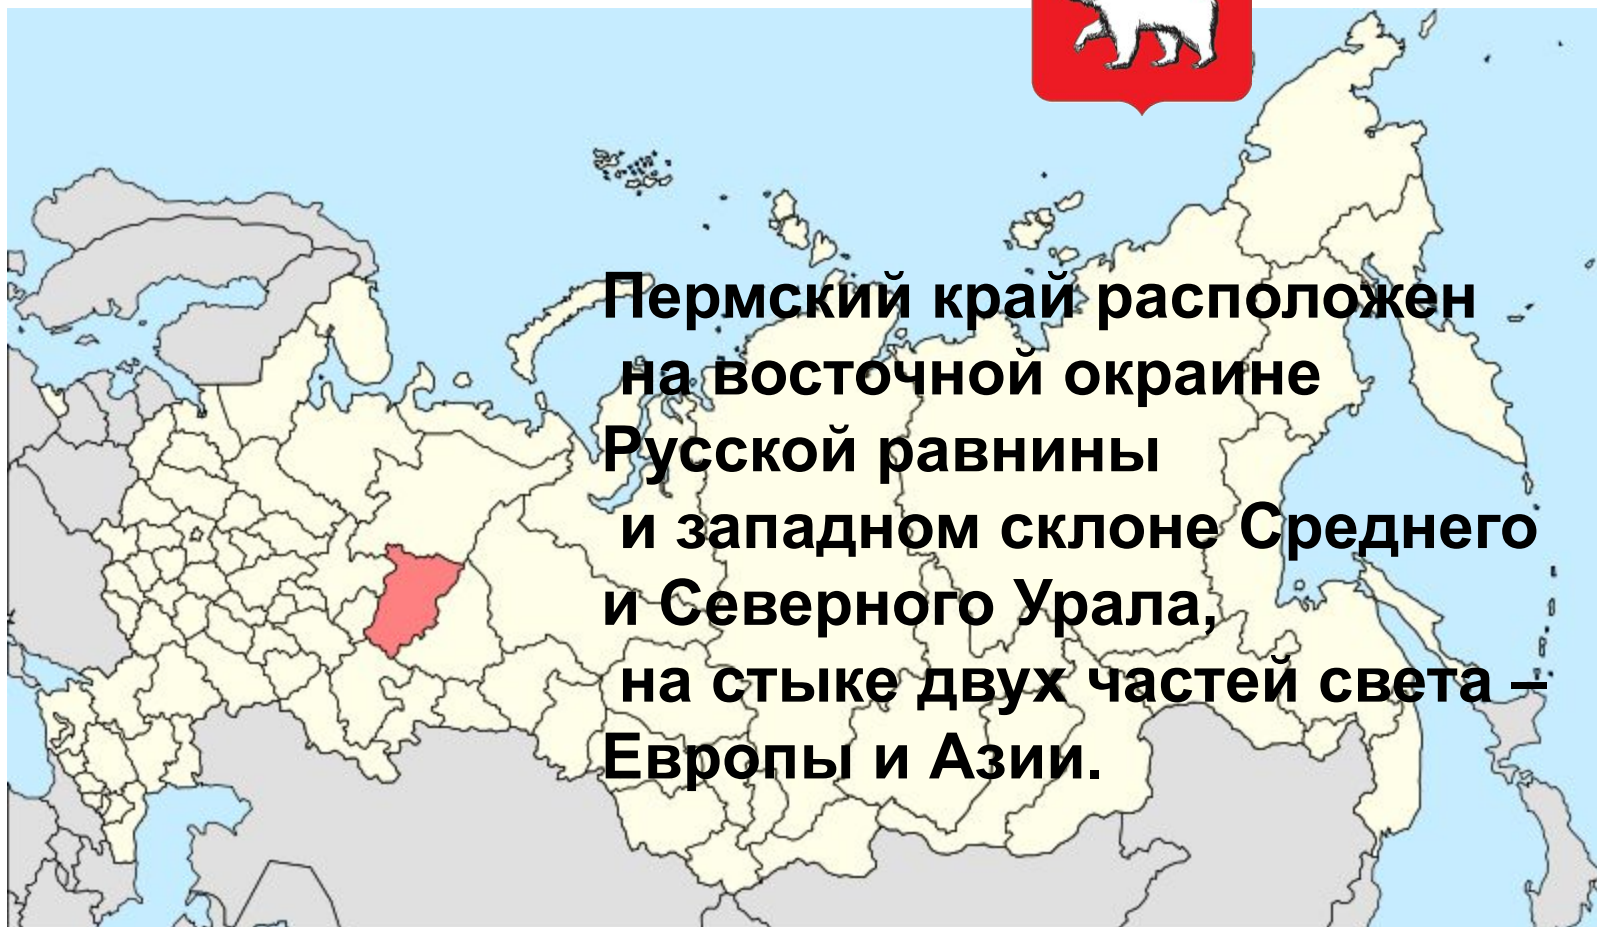 Пермский край расположен
на восточной окраине
Русской равнины
и западном склоне Среднего
и Северного Урала,
на стыке двух частей света –
Европы и Азии.